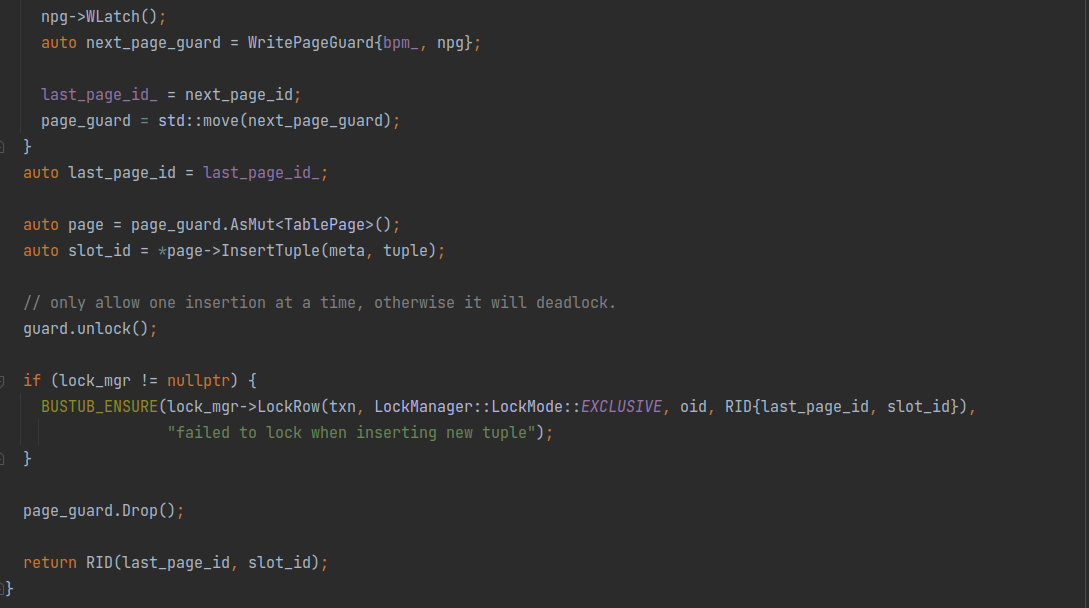 npg->WLatch();
auto next_page_guard = WritePageGuard{bpm_, npg};
last_page_id_ = next_page_id;
page_guard = std::move(next_page_guard);
}
auto last_page_id = last_page_id_;
auto page = page_guard.AsMut<TablePage>();
auto slot_id = *page->InsertTuple(meta, tuple);
// only allow one insertion at a time, otherwise it will deadlock.
guard.unlock();
if (lock_mgr != nullptr) {
BUSTUB_ENSURE(lock_mgr->LockRow(txn, LockManager::LockMode::EXCLUSIVE, oid, RID{last_page_id, slot_id}),
"failed to lock when inserting new tuple");
}
page_guard.Drop();
return RID(last_page_id, slot_id);
}